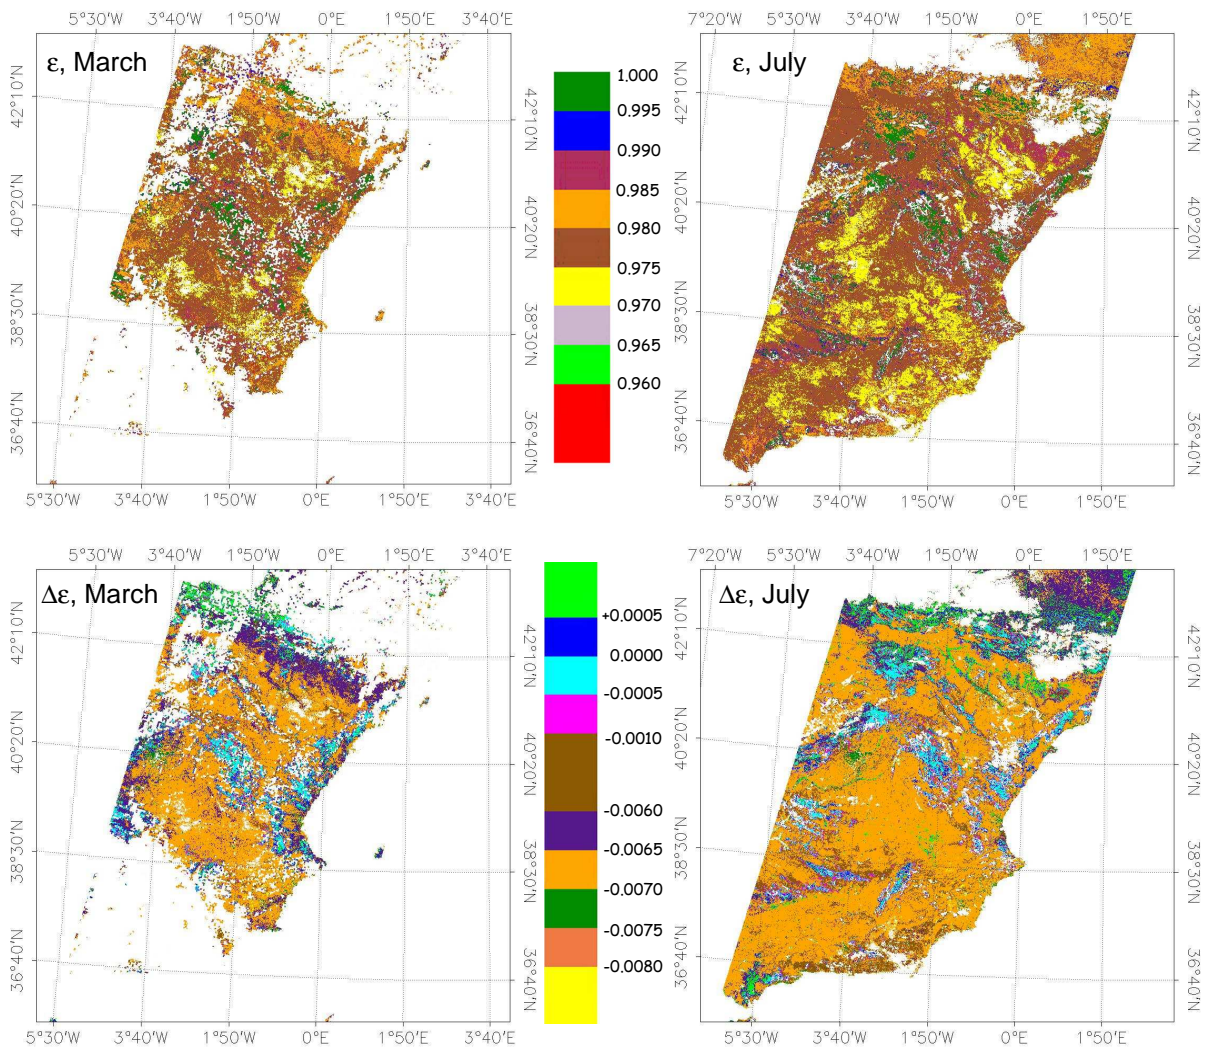 5°30'W 3°40'W 1°50'W 0°E 1°50'E 3°40'E
7°20'W 5°30'W 3°40'W 1°50'W 0°E 1°50'E
ε, March
ε, July
42°10'N
40°20'N
38°30'N
36°40'N
42°10'N
40°20'N
38°30'N
36°40'N
1.000
0.995
0.990
0.985
0.980
0.975
0.970
0.965
0.960
42°10'N
40°20'N
38°30'N
36°40'N
42°10'N
40°20'N
38°30'N
36°40'N
5°30'W 3°40'W 1°50'W 0°E 1°50'E 3°40'E
5°30'W 3°40'W 1°50'W 0°E 1°50'E
5°30'W 3°40'W 1°50'W 0°E 1°50'E 3°40'E
7°20'W 5°30'W 3°40'W 1°50'W 0°E 1°50'E
Δε, March
Δε, July
42°10'N
40°20'N
38°30'N
36°40'N
42°10'N
40°20'N
38°30'N
36°40'N
+0.0005
0.0000
-0.0005
-0.0010
-0.0060
-0.0065
-0.0070
-0.0075
-0.0080
42°10'N
40°20'N
38°30'N
36°40'N
42°10'N
40°20'N
38°30'N
36°40'N
5°30'W 3°40'W 1°50'W 0°E 1°50'E 3°40'E
5°30'W 3°40'W 1°50'W 0°E 1°50'E